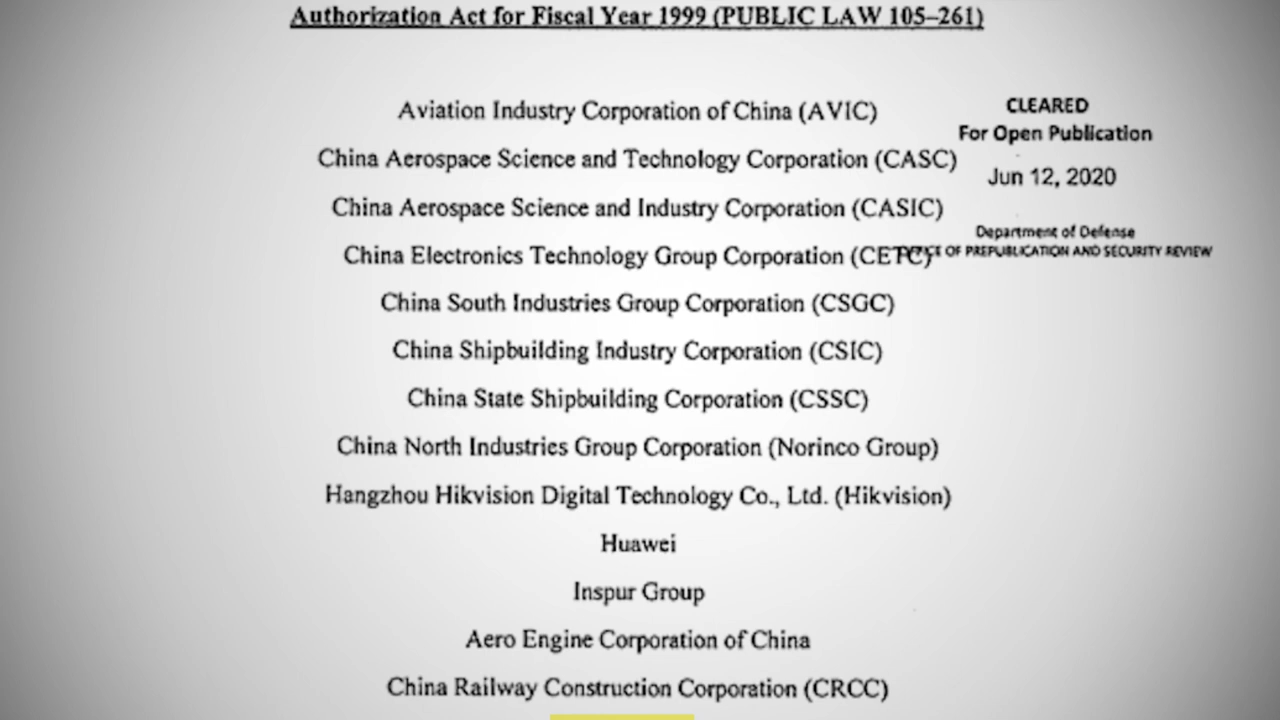 Authorization Act for Fiscal Year 1999 (PUBLIC LAW 105–261)
Aviation Industry Corporation of China (AVIC)
CLEARED
For Open Publication
China Aerospace Science and Technology Corporation (CASC)
Jun 12, 2020
China Aerospace Science and Industry Corporation (CASIC)
Department of Defense
OF PREPUBLICATION AND SECURITY REVIEW
China Electronics Technology Group Corporation (CETC)
China South Industries Group Corporation (CSGC)
China Shipbuilding Industry Corporation (CSIC)
China State Shipbuilding Corporation (CSSC)
China North Industries Group Corporation (Norinco Group)
Hangzhou Hikvision Digital Technology Co., Ltd. (Hikvision)
Huawei
Inspur Group
Aero Engine Corporation of China
China Railway Construction Corporation (CRCC)